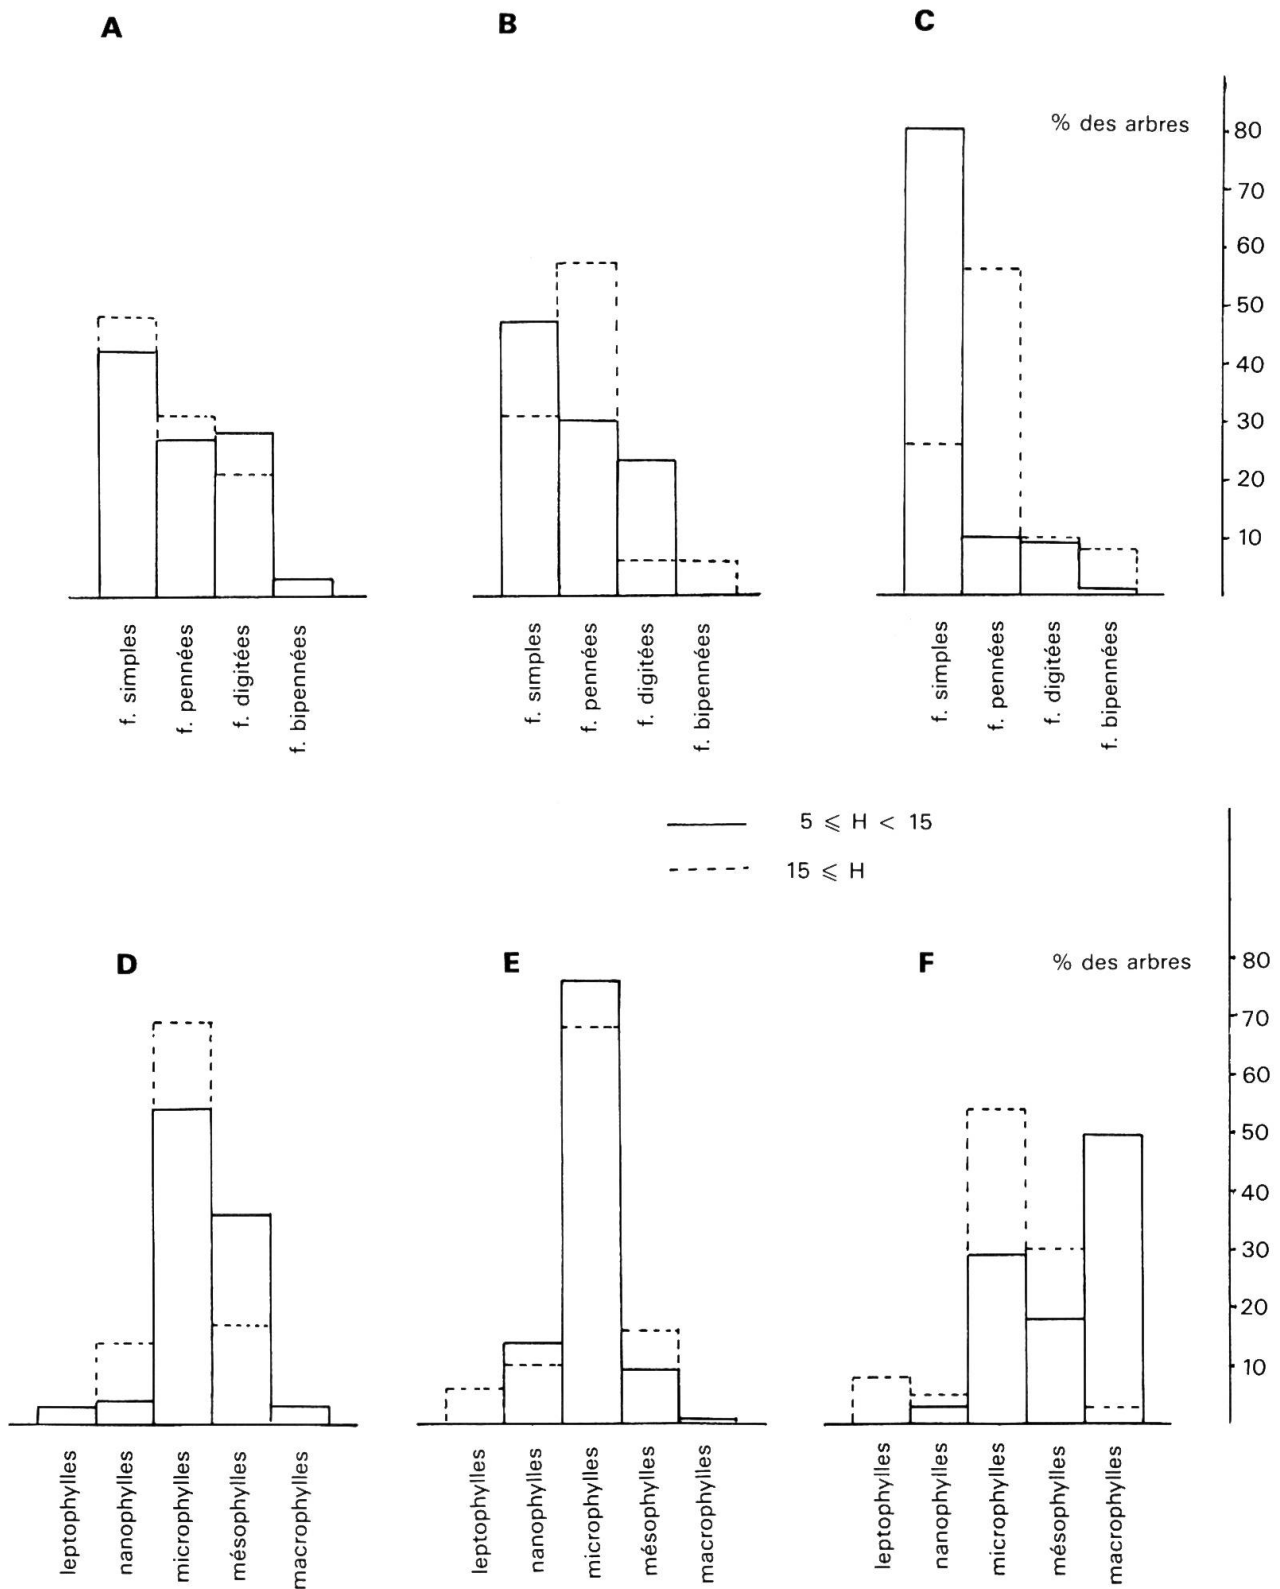 A
B
C
% des arbres
80
70
60
50
40
30
20
10
f. simples
f. pennées
f. digitées
f. bipennées
f. simples
f. pennées
f. digitées
f. bipennées
f. simples
f. pennées
f. digitées
f. bipennées
5 ⩽ H < 15
15 ⩽ H
D
E
F
% des arbres
80
70
60
50
40
30
20
10
leptophylles
nanophylles
microphylles
mésophylles
macrophylles
leptophylles
nanophylles
microphylles
mésophylles
macrophylles
leptophylles
nanophylles
microphylles
mésophylles
macrophylles